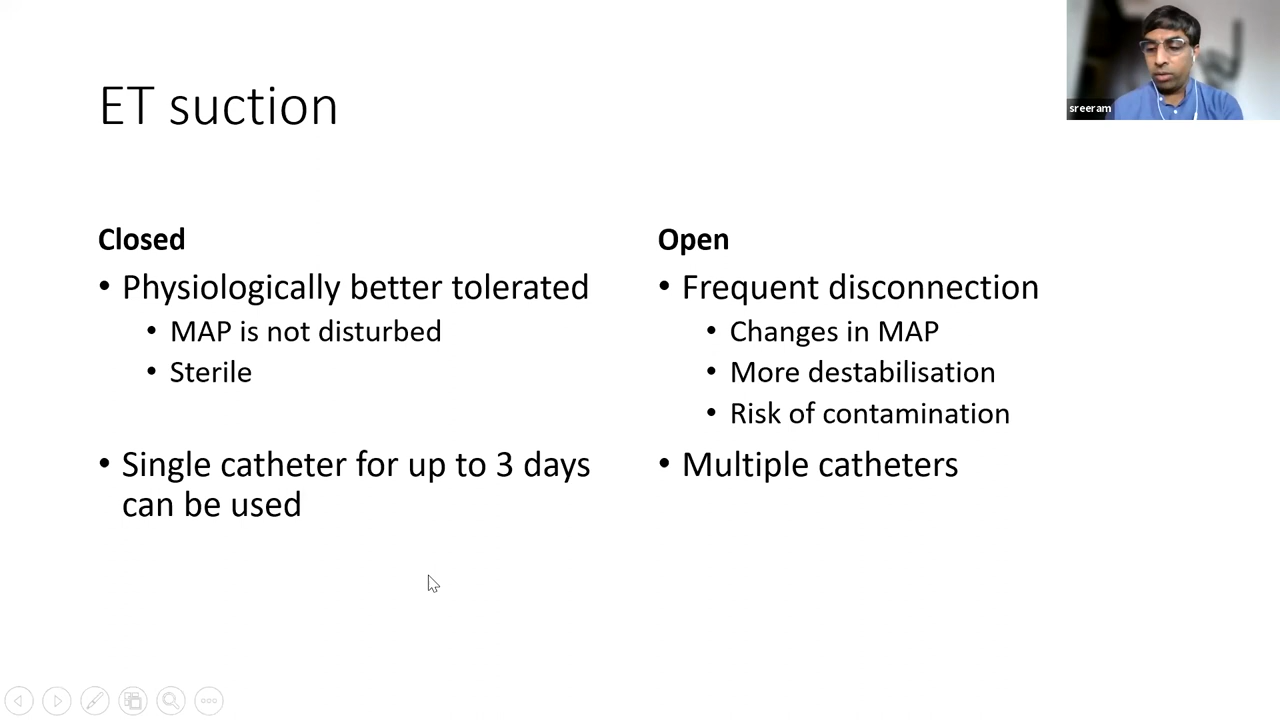 ET suction
sreeram
Closed
• Physiologically better tolerated
• MAP is not disturbed
• Sterile
• Single catheter for up to 3 days
can be used
Open
• Frequent disconnection
• Changes in MAP
• More destabilisation
• Risk of contamination
• Multiple catheters